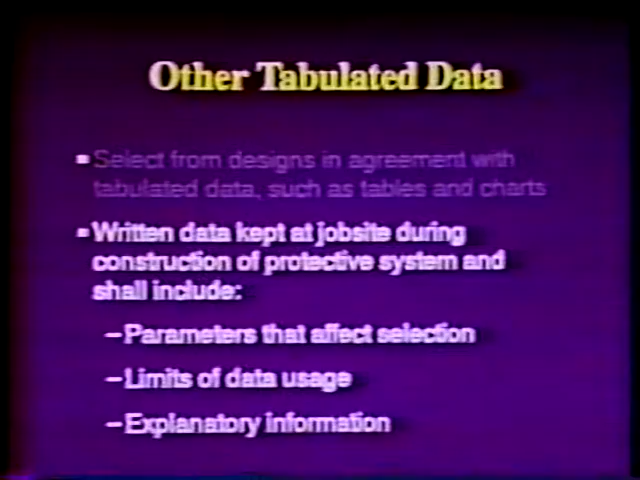 Other Tabulated Data
▪Select from designs in agreement with
tabulated data, such as tables and charts
▪Written data kept at jobsite during
construction of protective system and
shall include:
–Parameters that affect selection
–Limits of data usage
–Explanatory information